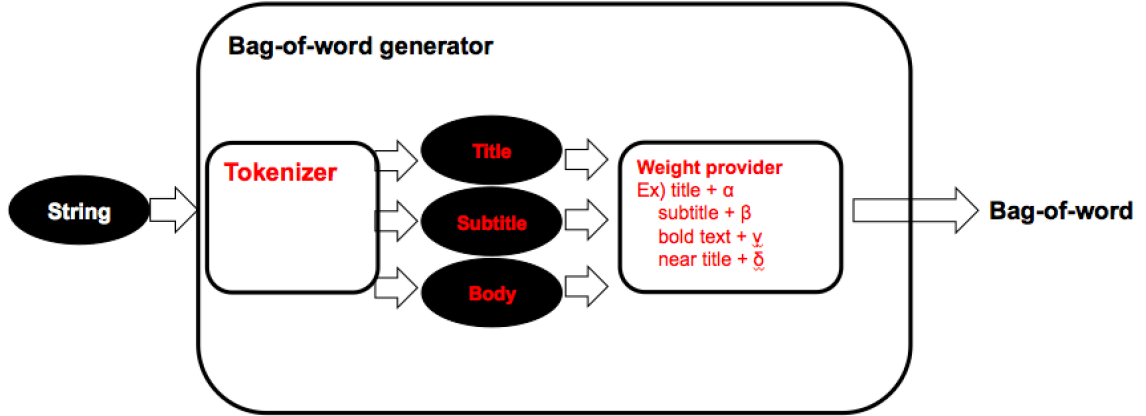 Bag-of-word generator
String
Tokenizer
Title
Subtitle
Body
Weight provider
Ex) title + α
subtitle + β
bold text + γ
near title + δ
Bag-of-word